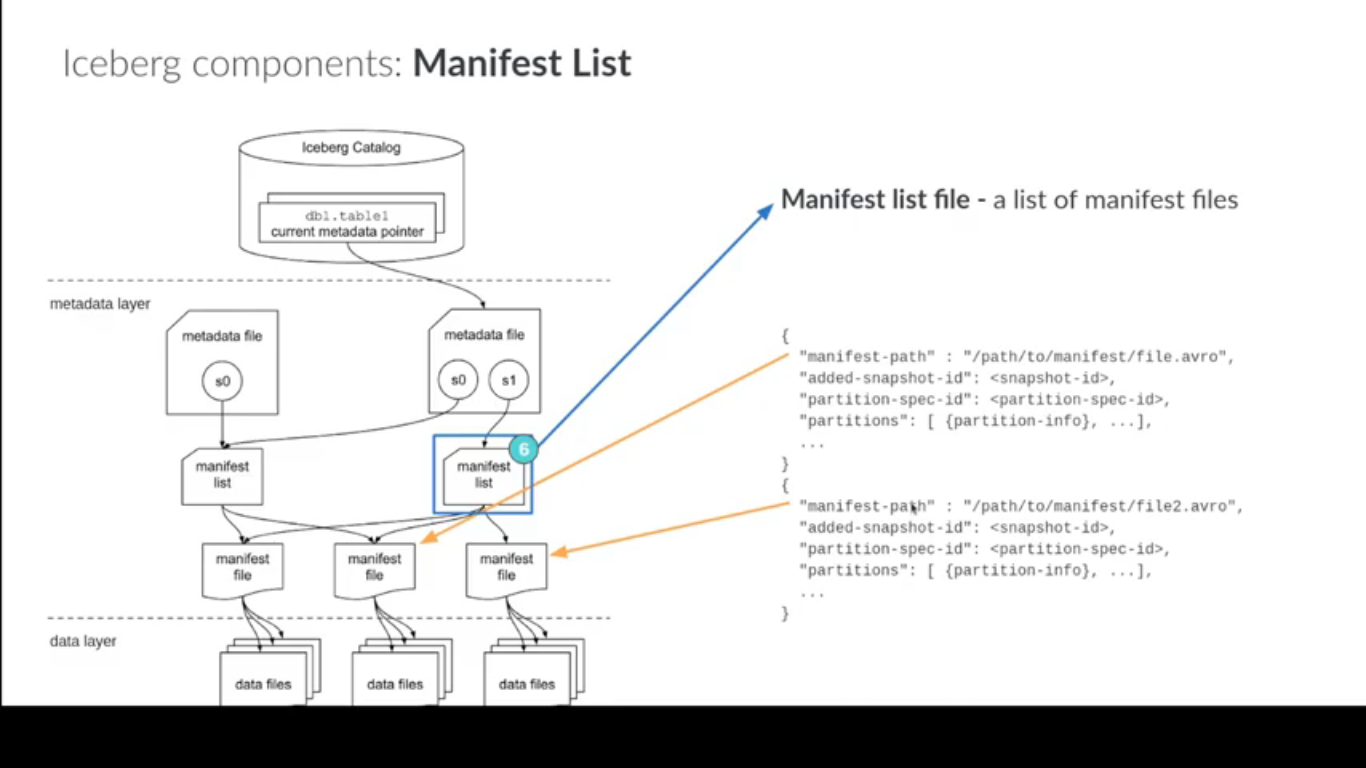 Iceberg components: Manifest List
Iceberg Catalog
db1.table1
current metadata pointer
metadata layer
metadata file
s0
metadata file
s0
s1
manifest
list
manifest
list
6
manifest
file
manifest
file
manifest
file
data layer
data files
data files
data files
Manifest list file - a list of manifest files
{
"manifest-path" : "/path/to/manifest/file.avro",
"added-snapshot-id": <snapshot-id>,
"partition-spec-id": <partition-spec-id>,
"partitions": [ {partition-info}, ...],
...
}
{
"manifest-path" : "/path/to/manifest/file2.avro",
"added-snapshot-id": <snapshot-id>,
"partition-spec-id": <partition-spec-id>,
"partitions": [ {partition-info}, ...],
...
}